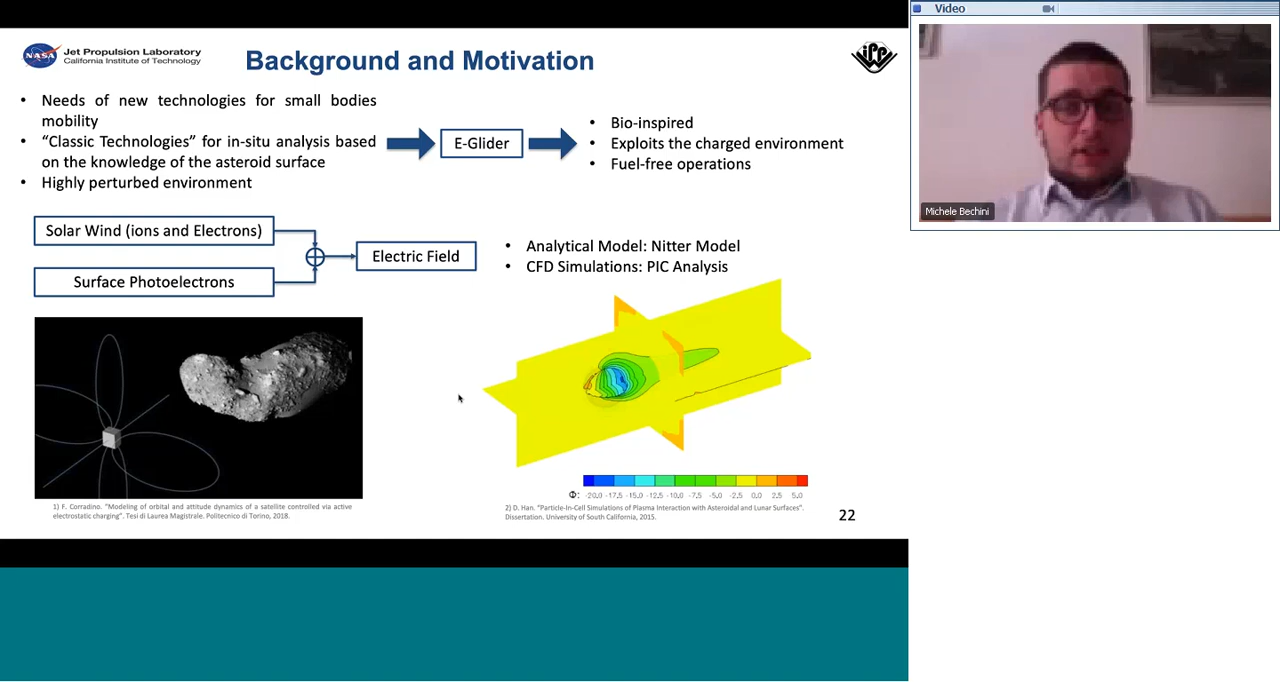 Video
NASA
Jet Propulsion Laboratory
California Institute of Technology
Background and Motivation
• Needs of new technologies for small bodies
mobility
• “Classic Technologies” for in-situ analysis based
on the knowledge of the asteroid surface
• Highly perturbed environment
E-Glider
• Bio-inspired
• Exploits the charged environment
• Fuel-free operations
Michele Bechini
Solar Wind (ions and Electrons)
Surface Photoelectrons
Electric Field
• Analytical Model: Nitter Model
• CFD Simulations: PIC Analysis
Φ: -20.0 -17.5 -15.0 -12.5 -10.0 -7.5 -5.0 -2.5 0.0 2.5 5.0
1) F. Corradino. "Modeling of orbital and attitude dynamics of a satellite controlled via active
electrostatic charging". Tesi di Laurea Magistrale. Politecnico di Torino, 2018.
2) D. Han. "Particle-In-Cell Simulations of Plasma Interaction with Asteroidal and Lunar Surfaces".
Dissertation. University of South California, 2015.
22